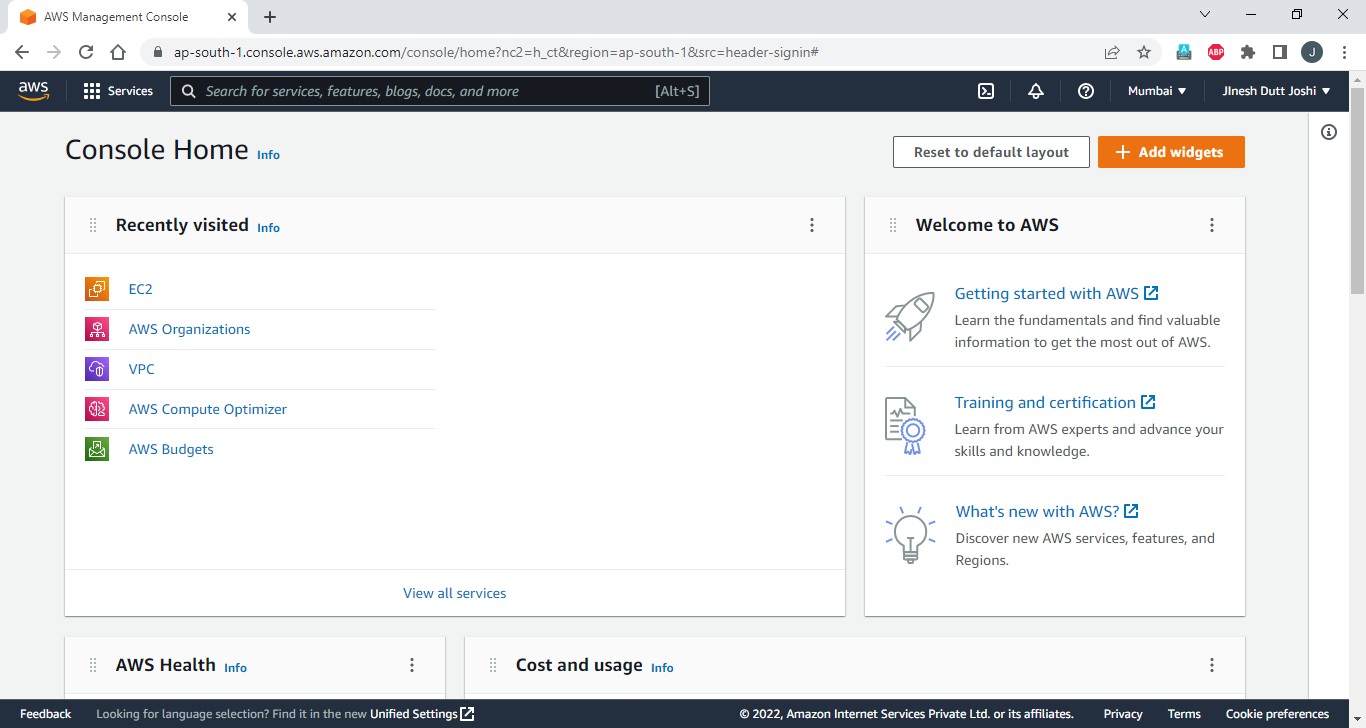 AWS Management Console
ap-south-1.console.aws.amazon.com/console/home?nc2=h_ct&region=ap-south-1&src=header-signin#
ABP
J
aws
Services
Search for services, features, blogs, docs, and more
[Alt+S]
Mumbai
JInesh Dutt Joshi
Console Home Info
Reset to default layout
Add widgets
Recently visited Info
EC2
AWS Organizations
VPC
AWS Compute Optimizer
AWS Budgets
View all services
Welcome to AWS
Getting started with AWS
Learn the fundamentals and find valuable
information to get the most out of AWS.
Training and certification
Learn from AWS experts and advance your
skills and knowledge.
What's new with AWS?
Discover new AWS services, features, and
Regions.
AWS Health Info
Cost and usage Info
Feedback
Looking for language selection? Find it in the new Unified Settings
© 2022, Amazon Internet Services Private Ltd. or its affiliates.
Privacy
Terms
Cookie preferences